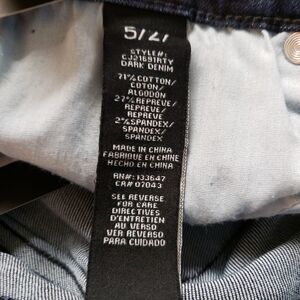 5/27
STYLE#:
CJ21691RTY
DARK DENIM
71%COTTON/
COTON/
ALGODON
27%REPREVE/
REPREVE/
REPREVE
2%SPANDEX/
SPANDEX/
SPANDEX
MADE IN CHINA
FABRIQUE EN CHINE
HECHO EN CHINA
RN#: 133647
CA# 07043
SEE REVERSE
FOR CARE
DIRECTIVES
D'ENTRETIEN
AU VERSO
VER REVERSO
PARA CUIDADO